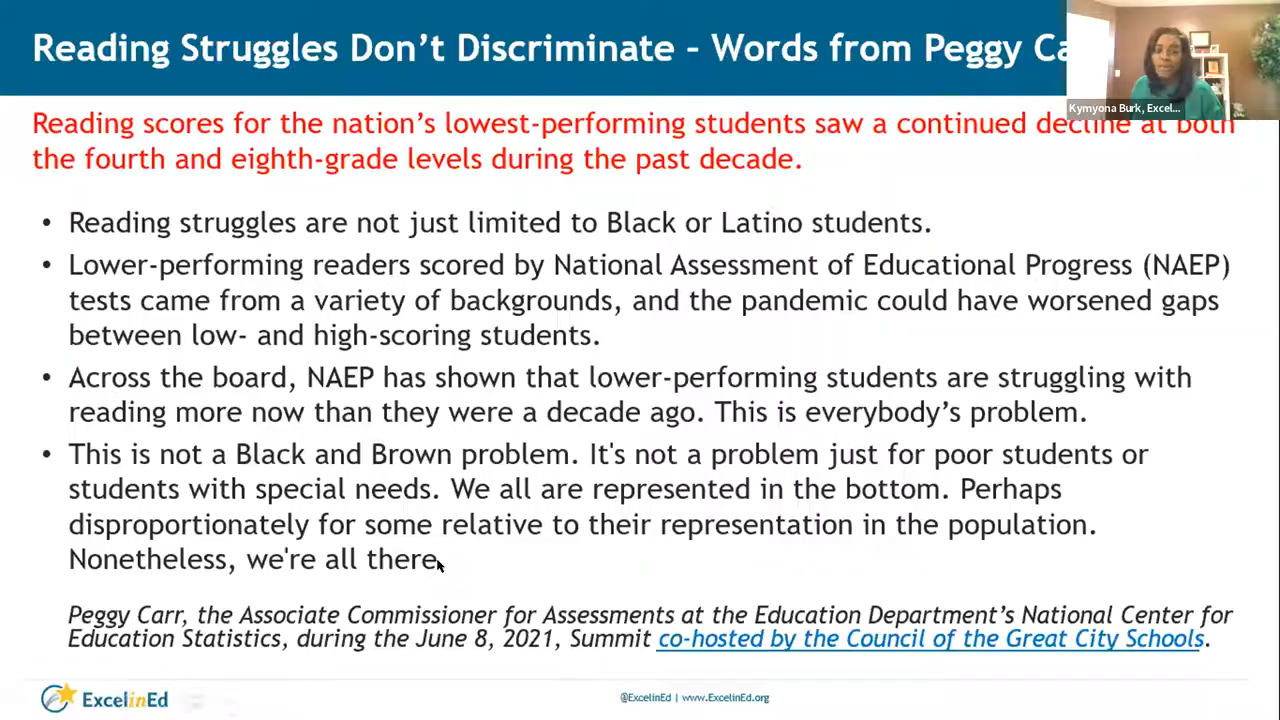 Reading Struggles Don’t Discriminate – Words from Peggy
Kymyona Burk, Excel...
Reading scores for the nation’s lowest-performing students saw a continued decline at both
the fourth and eighth-grade levels during the past decade.
• Reading struggles are not just limited to Black or Latino students.
• Lower-performing readers scored by National Assessment of Educational Progress (NAEP)
tests came from a variety of backgrounds, and the pandemic could have worsened gaps
between low- and high-scoring students.
• Across the board, NAEP has shown that lower-performing students are struggling with
reading more now than they were a decade ago. This is everybody’s problem.
• This is not a Black and Brown problem. It's not a problem just for poor students or
students with special needs. We all are represented in the bottom. Perhaps
disproportionately for some relative to their representation in the population.
Nonetheless, we're all there
Peggy Carr, the Associate Commissioner for Assessments at the Education Department’s National Center for
Education Statistics, during the June 8, 2021, Summit co-hosted by the Council of the Great City Schools.
ExcelinEd
@ExcelinEd | www.ExcelinEd.org